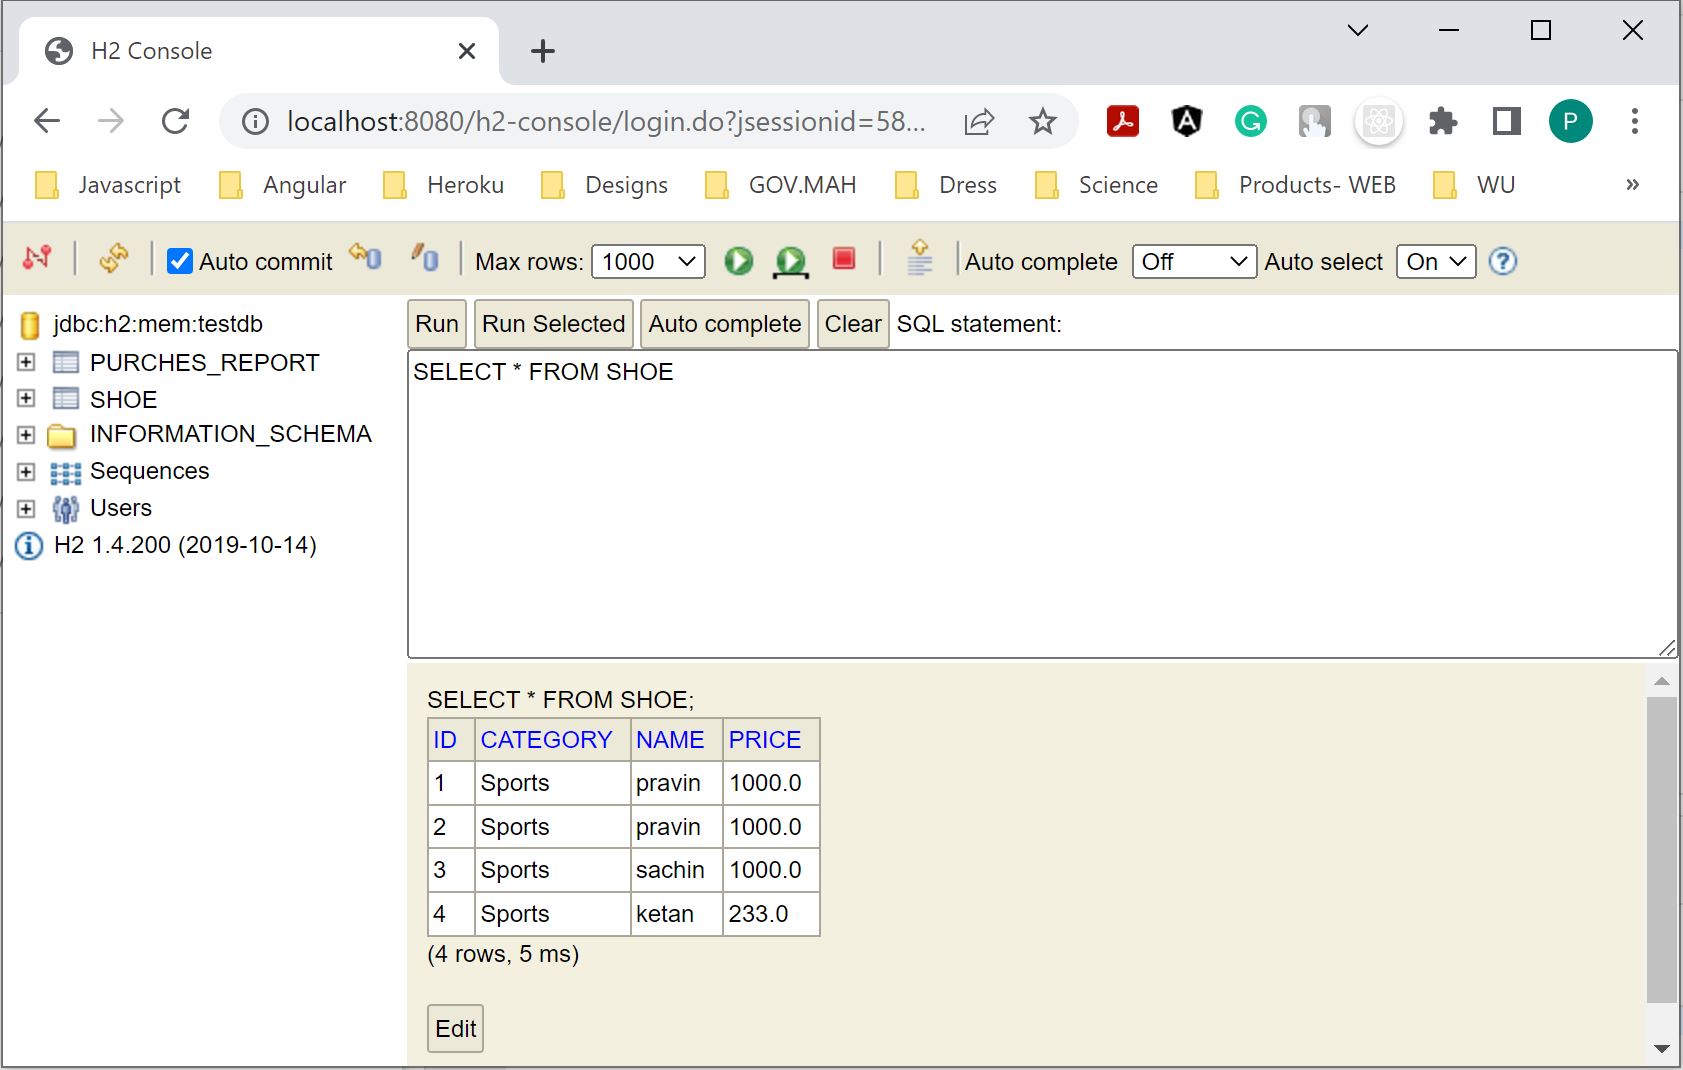 H2 Console
localhost:8080/h2-console/login.do?jsessionid=58...
P
Javascript Angular Heroku Designs GOV.MAH Dress Science Products- WEB WU »
Auto commit Max rows: 1000 Auto complete Off Auto select On
jdbc:h2:mem:testdb
PURCHES_REPORT
SHOE
INFORMATION_SCHEMA
Sequences
Users
H2 1.4.200 (2019-10-14)
Run Run Selected Auto complete Clear SQL statement:
SELECT * FROM SHOE
SELECT * FROM SHOE;
ID CATEGORY NAME PRICE
1 Sports pravin 1000.0
2 Sports pravin 1000.0
3 Sports sachin 1000.0
4 Sports ketan 233.0
(4 rows, 5 ms)
Edit